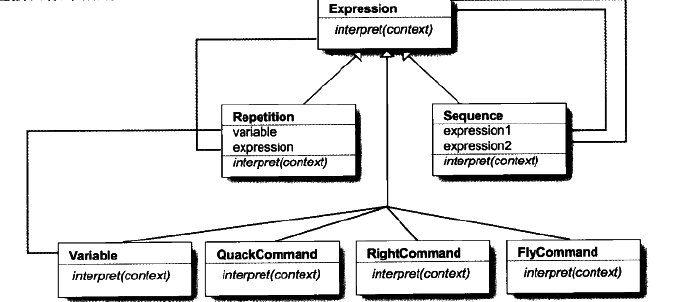 Expression
interpret(context)
Repetition
variable
expression
interpret(context)
Sequence
expression1
expression2
interpret(context)
Variable
interpret(context)
QuackCommand
interpret(context)
RightCommand
interpret(context)
FlyCommand
interpret(context)